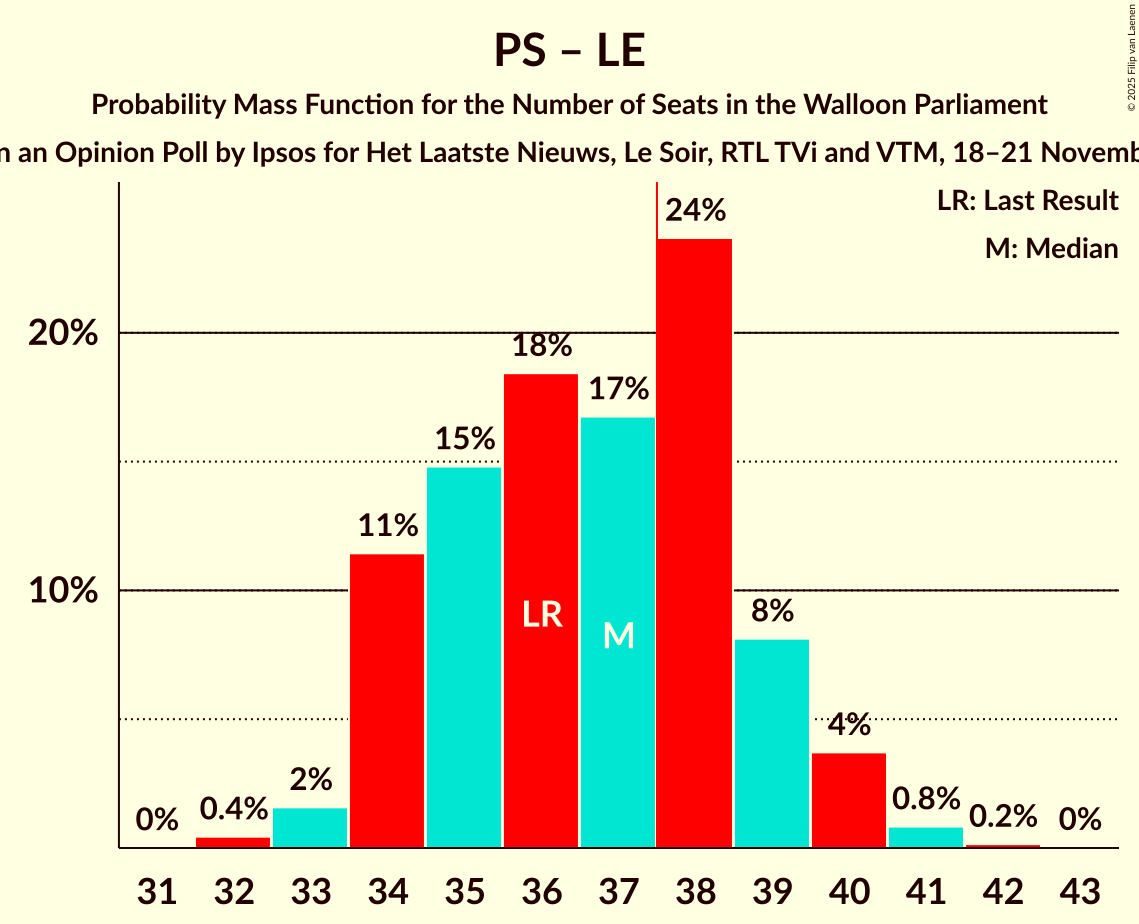 PS – LE
Probability Mass Function for the Number of Seats in the Walloon Parliament
an Opinion Poll by Ipsos for Het Laatste Nieuws, Le Soir, RTL TVi and VTM, 18–21
© 2025 Filip van Laenen
LR: Last Result
M: Median
24%
20%
18%
17%
15%
11%
10%
8%
LR
M
4%
2%
0%
0.4%
0.8%
0.2%
0%
31 32 33 34 35 36 37 38 39 40 41 42 43